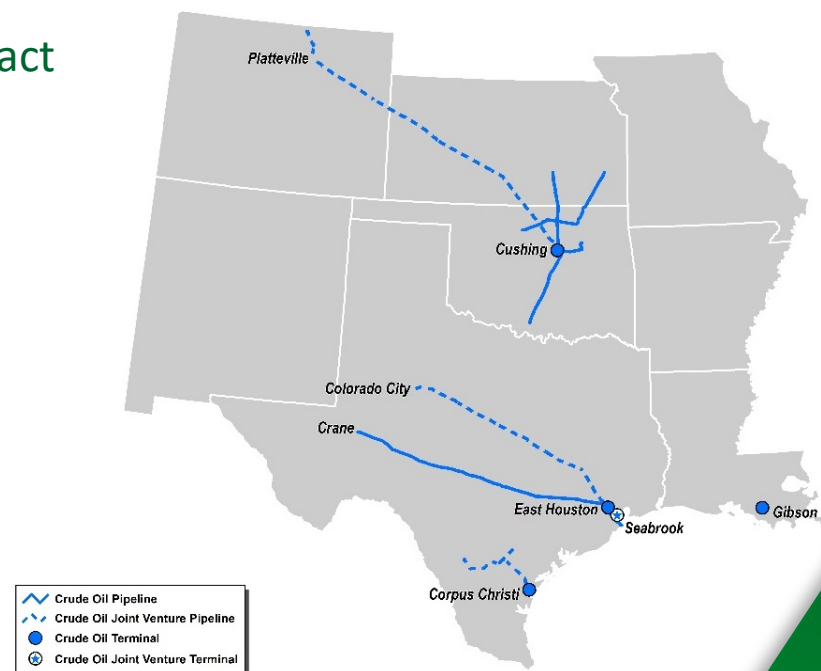 act
Platteville
Cushing
Colorado City
Crane
East Houston
Seabrook
Gibson
Corpus Christi
Crude Oil Pipeline
Crude Oil Joint Venture Pipeline
Crude Oil Terminal
Crude Oil Joint Venture Terminal